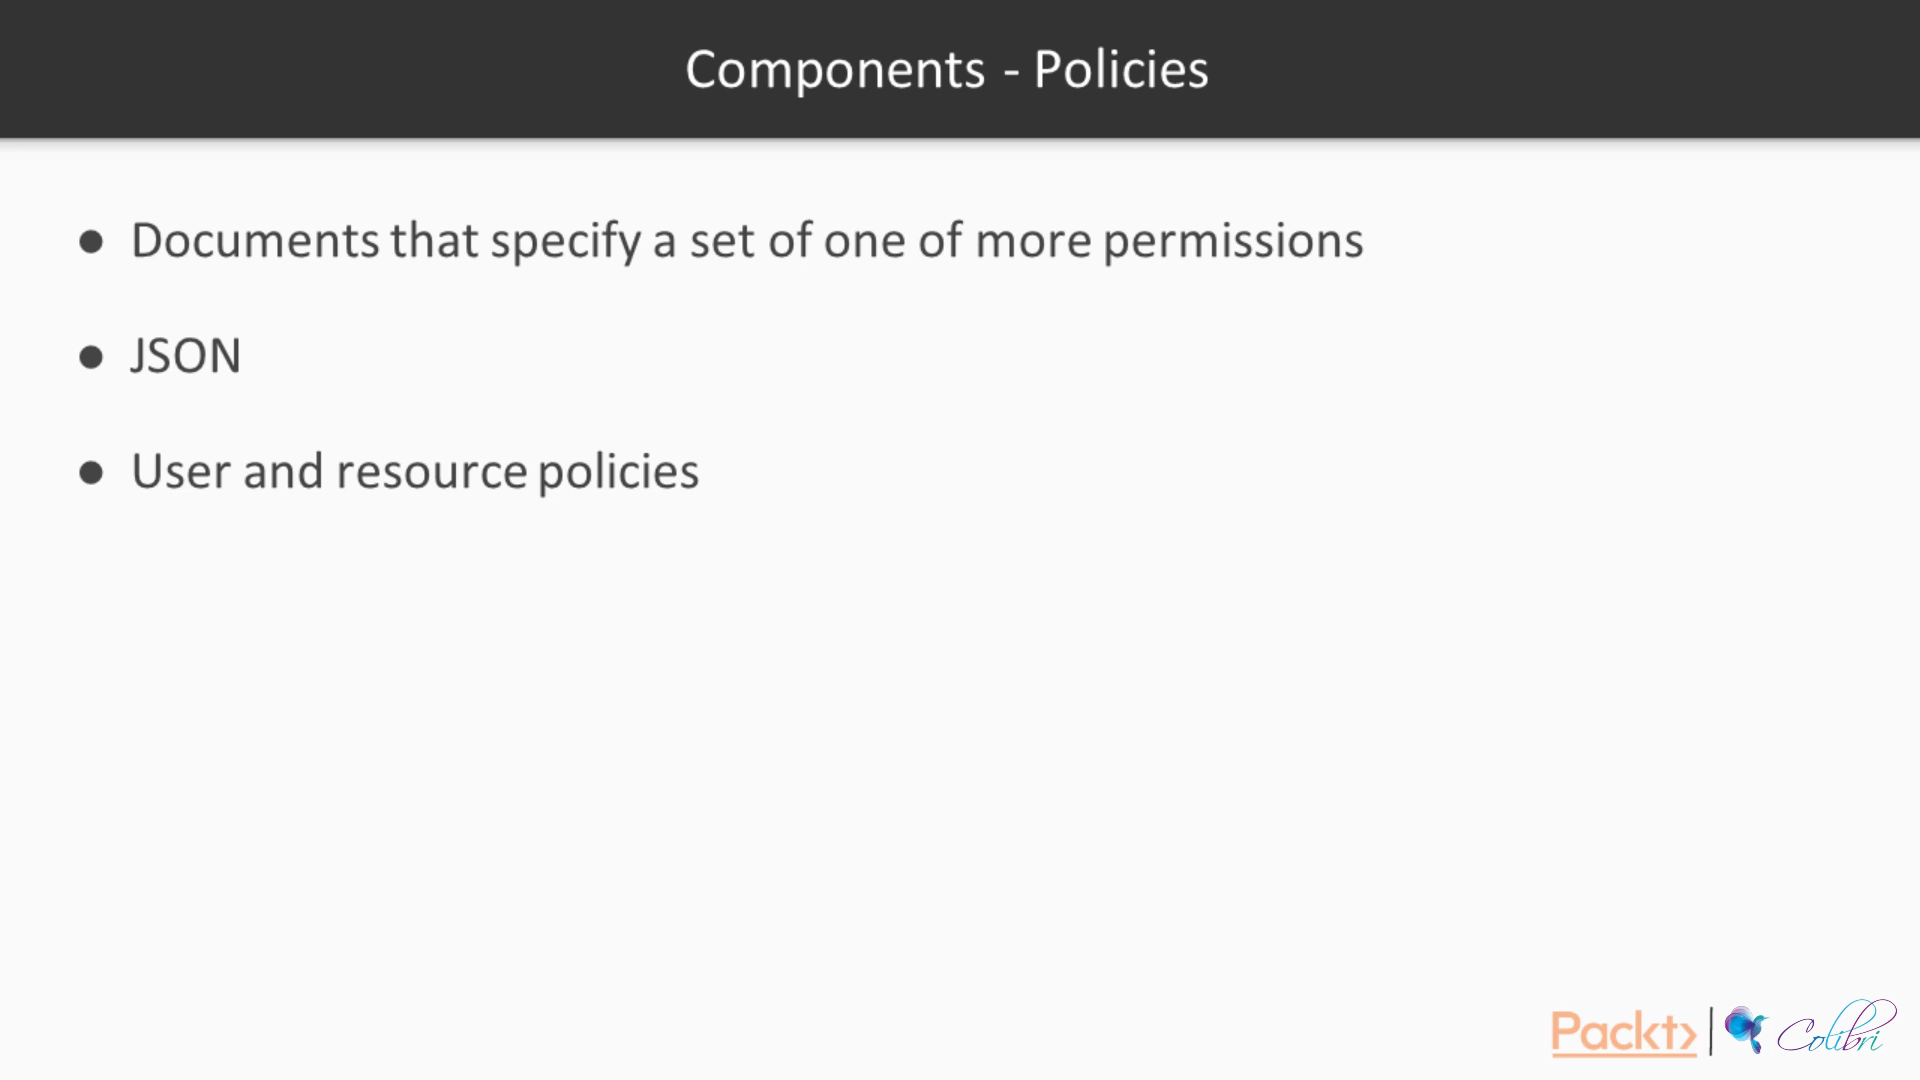 Components - Policies
● Documents that specify a set of one of more permissions
● JSON
● User and resource policies
Packt> | Colibri